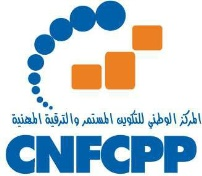 المركز الوطني للتكوين المستمر والترقية المهنية
CNFCPP